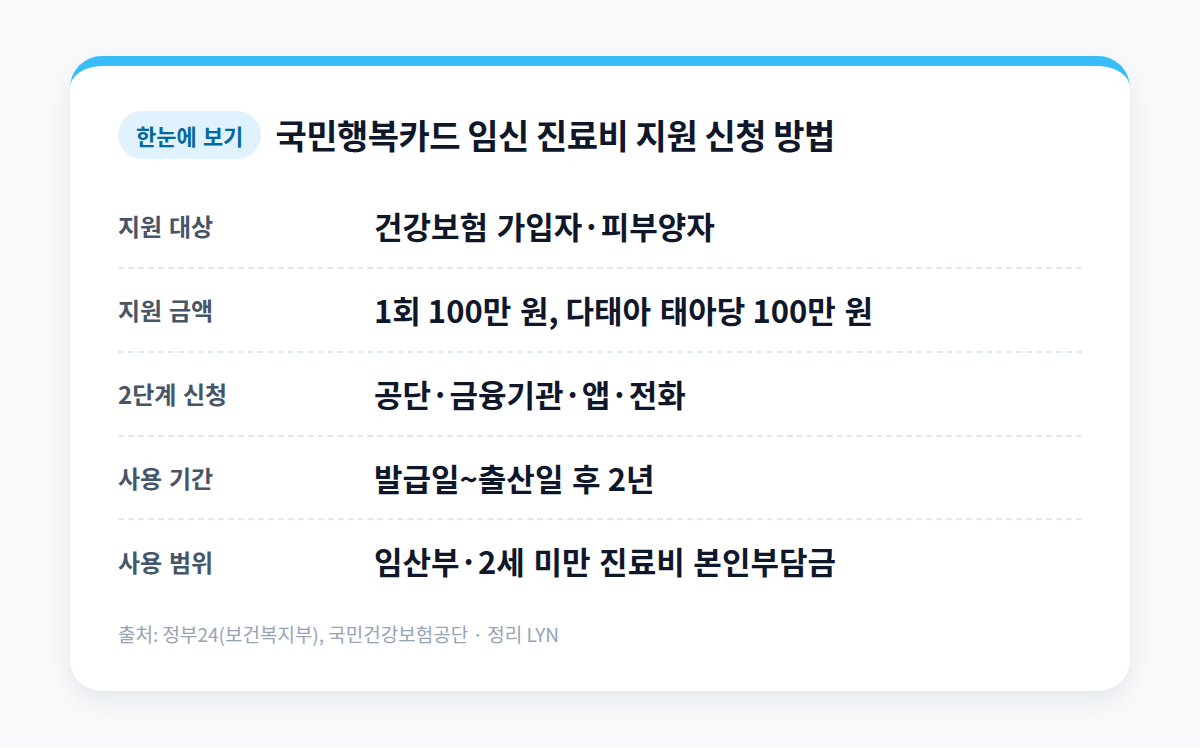 한눈에 보기 국민행복카드 임신 진료비 지원 신청 방법
지원 대상 건강보험 가입자·피부양자
지원 금액 1회 100만 원, 다태아 태아당 100만 원
2단계 신청 공단·금융기관·앱·전화
사용 기간 발급일~출산일 후 2년
사용 범위 임산부·2세 미만 진료비 본인부담금
출처: 정부24(보건복지부), 국민건강보험공단 · 정리 LYN